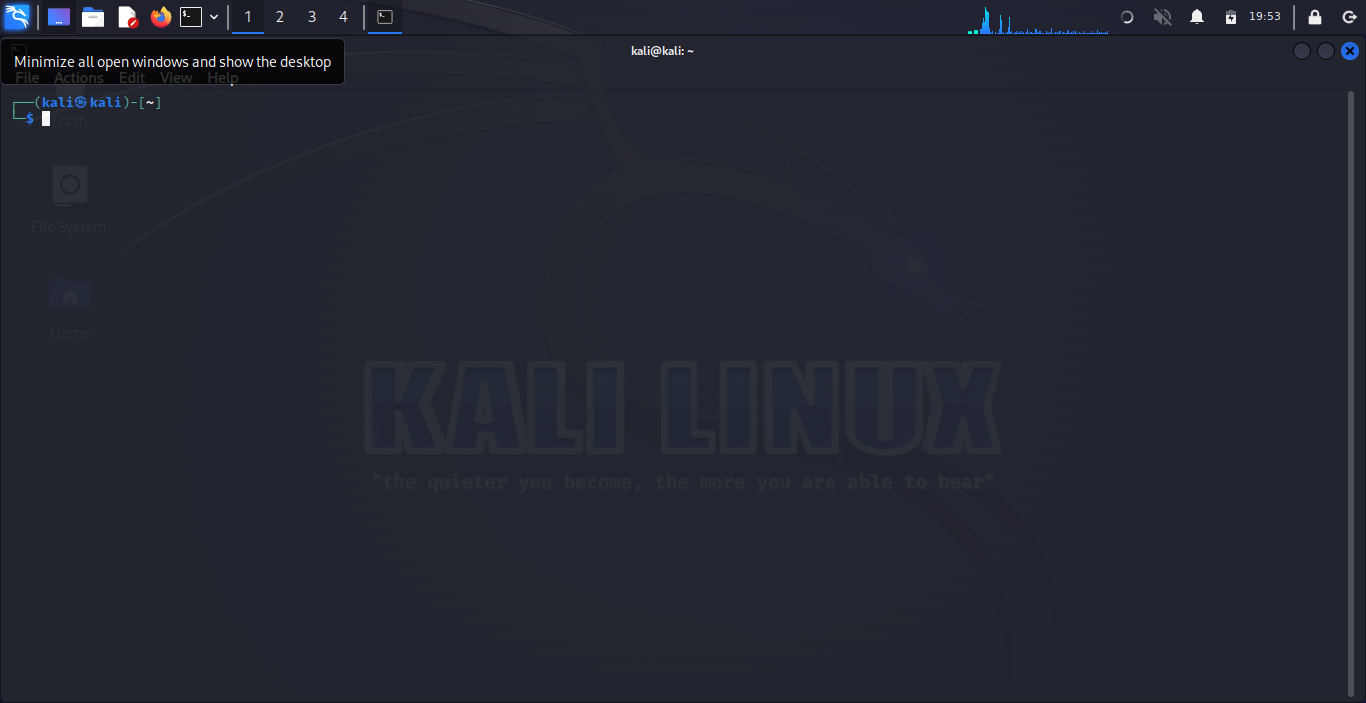 1 2 3 4 19:53
kali@kali: ~
Minimize all open windows and show the desktop
File Actions Edit View Help
┌──(kali㉿kali)-[~]
└─$
Trash
File System
Home
KALI LINUX
"the quieter you become, the more you are able to hear"